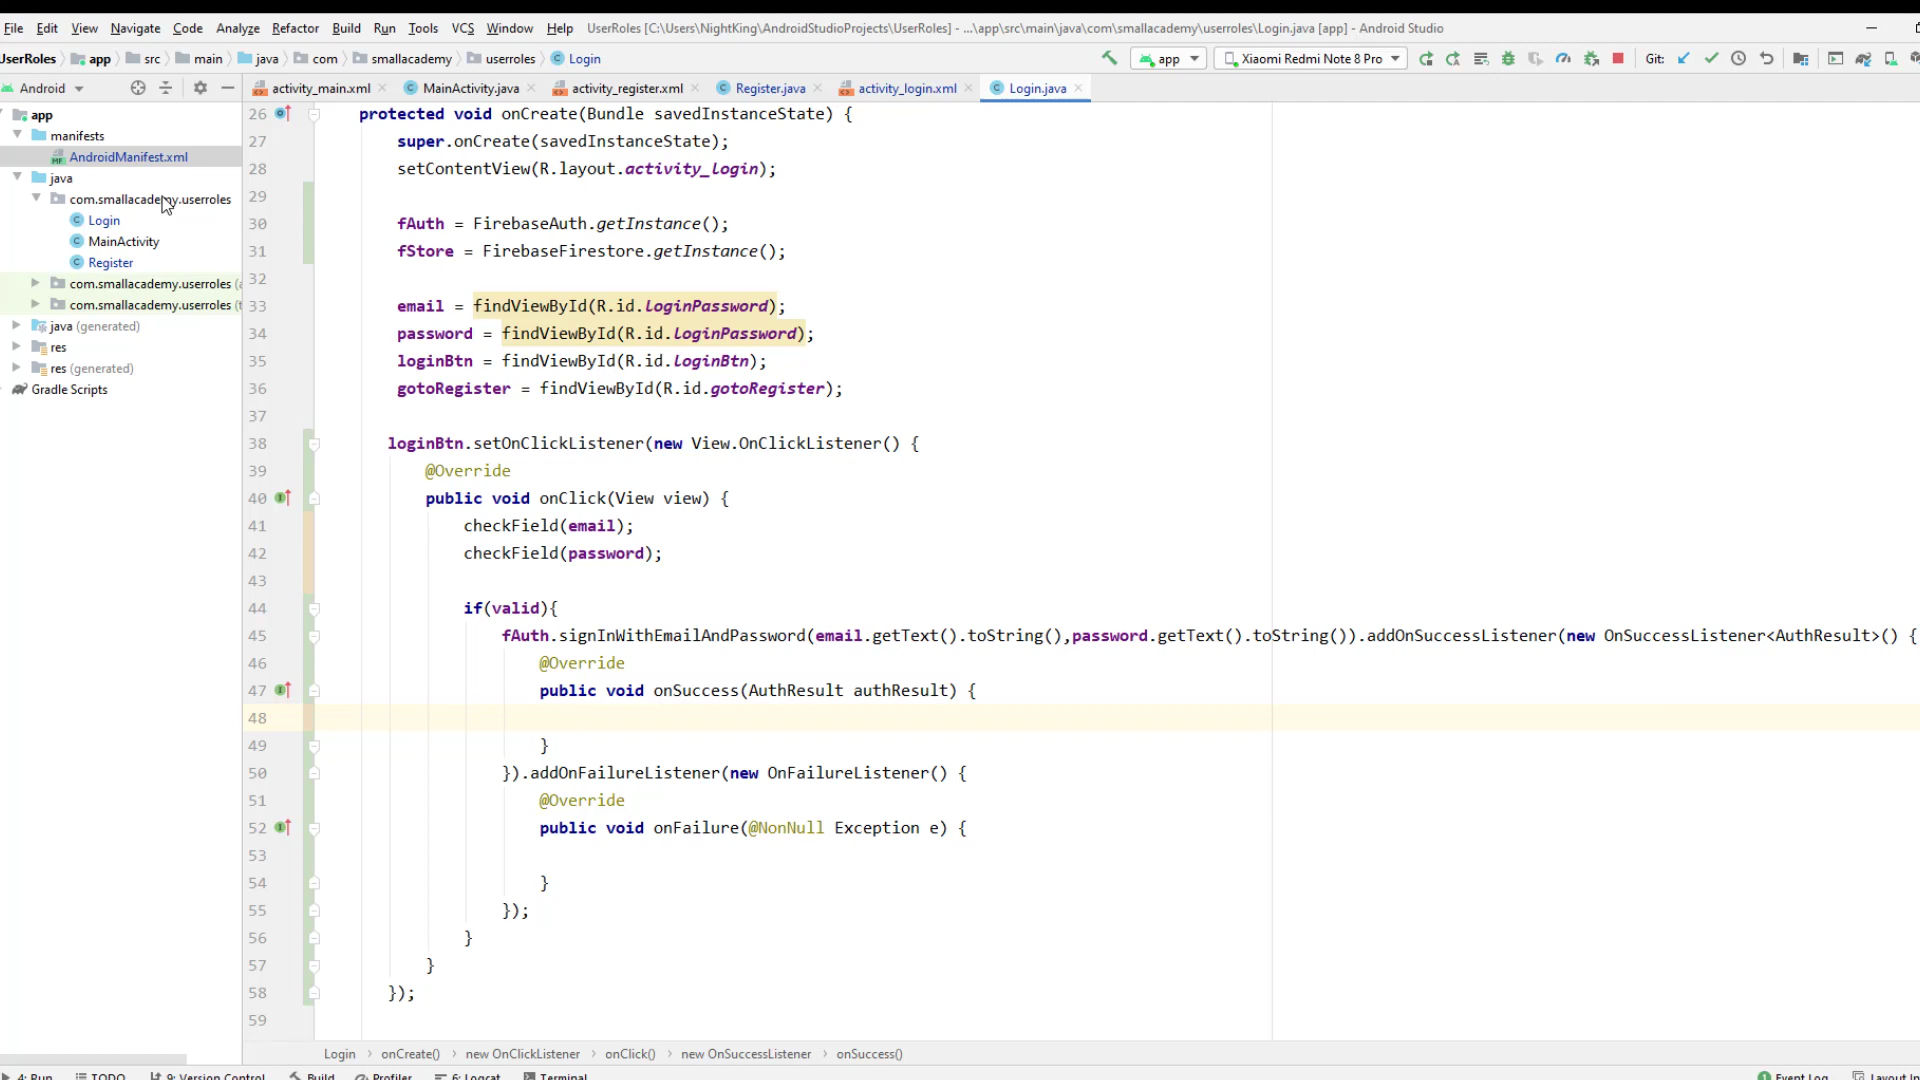 File Edit View Navigate Code Analyze Refactor Build Run Tools VCS Window Help UserRoles [C:\Users\NightKing\AndroidStudioProjects\UserRoles] - ...\app\src\main\java\com\smallacademy\userroles\Login.java [app] - Android Studio
UserRoles app src main java com smallacademy userroles Login app Xiaomi Redmi Note 8 Pro Git:
Android activity_main.xml MainActivity.java activity_register.xml Register.java activity_login.xml Login.java
app
manifests
AndroidManifest.xml
java
com.smallacademy.userroles
Login
MainActivity
Register
com.smallacademy.userroles
com.smallacademy.userroles
java (generated)
res
res (generated)
Gradle Scripts
26 protected void onCreate(Bundle savedInstanceState) {
27 super.onCreate(savedInstanceState);
28 setContentView(R.layout.activity_login);
29
30 fAuth = FirebaseAuth.getInstance();
31 fStore = FirebaseFirestore.getInstance();
32
33 email = findViewById(R.id.loginPassword);
34 password = findViewById(R.id.loginPassword);
35 loginBtn = findViewById(R.id.loginBtn);
36 gotoRegister = findViewById(R.id.gotoRegister);
37
38 loginBtn.setOnClickListener(new View.OnClickListener() {
39 @Override
40 public void onClick(View view) {
41 checkField(email);
42 checkField(password);
43
44 if(valid){
45 fAuth.signInWithEmailAndPassword(email.getText().toString(),password.getText().toString()).addOnSuccessListener(new OnSuccessListener<AuthResult>() {
46 @Override
47 public void onSuccess(AuthResult authResult) {
48
49 }
50 }).addOnFailureListener(new OnFailureListener() {
51 @Override
52 public void onFailure(@NonNull Exception e) {
53
54 }
55 });
56 }
57 }
58 });
59
Login onCreate() new OnClickListener onClick() new OnSuccessListener onSuccess()
4: Run TODO 9: Version Control Build Profiler 6: Logcat Terminal Event Log Layout In